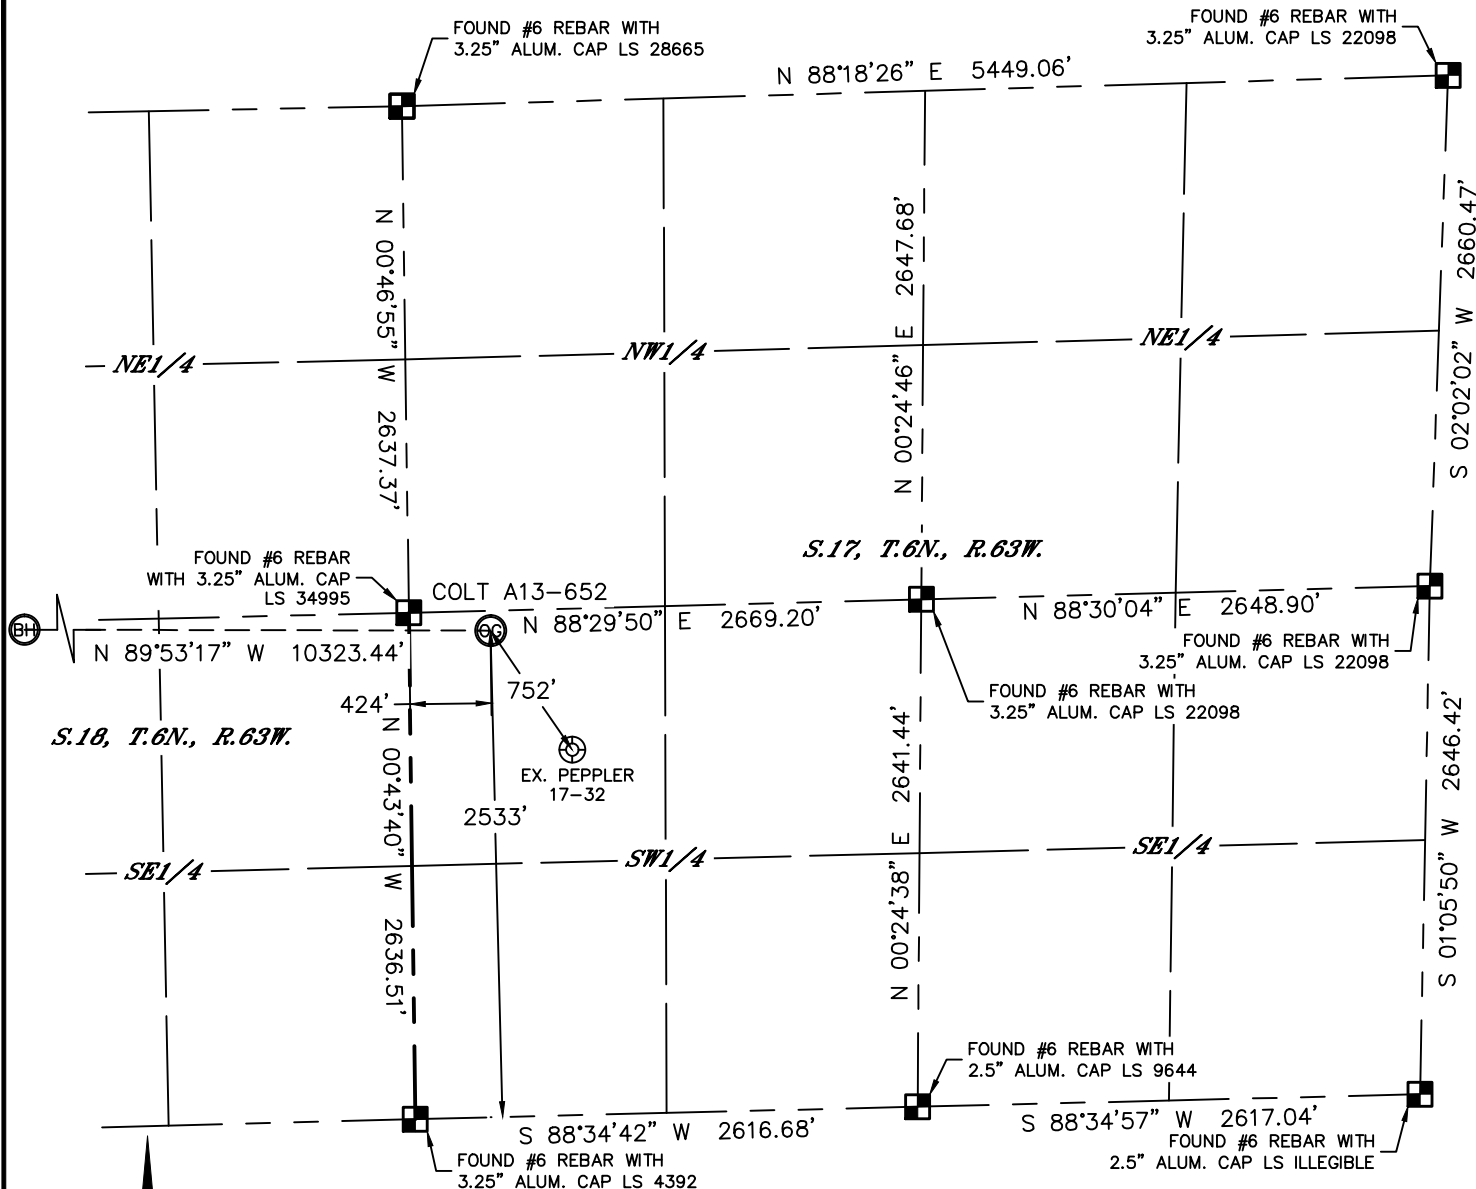 FOUND #6 REBAR WITH
3.25" ALUM. CAP LS 28665
FOUND #6 REBAR WITH
3.25" ALUM. CAP LS 22098
N 88°18'26" E 5449.06'
N 00°46'55" W 2637.37'
N 00°24'46" E 2647.68'
S 02°02'02" W 2660.47'
NE1/4
NW1/4
NE1/4
S.17, T.6N., R.63W.
FOUND #6 REBAR
WITH 3.25" ALUM. CAP
LS 34995
COLT A13-652
N 88°29'50" E 2669.20'
N 88°30'04" E 2648.90'
BH
OG
N 89°53'17" W 10323.44'
FOUND #6 REBAR WITH
3.25" ALUM. CAP LS 22098
FOUND #6 REBAR WITH
3.25" ALUM. CAP LS 22098
424'
752'
S.18, T.6N., R.63W.
EX. PEPPLER
17-32
2533'
N 00°43'40" W 2636.51'
N 00°24'38" E 2641.44'
S 01°05'50" W 2646.42'
SE1/4
SW1/4
SE1/4
FOUND #6 REBAR WITH
2.5" ALUM. CAP LS 9644
S 88°34'42" W 2616.68'
S 88°34'57" W 2617.04'
FOUND #6 REBAR WITH
2.5" ALUM. CAP LS ILLEGIBLE
FOUND #6 REBAR WITH
3.25" ALUM. CAP LS 4392